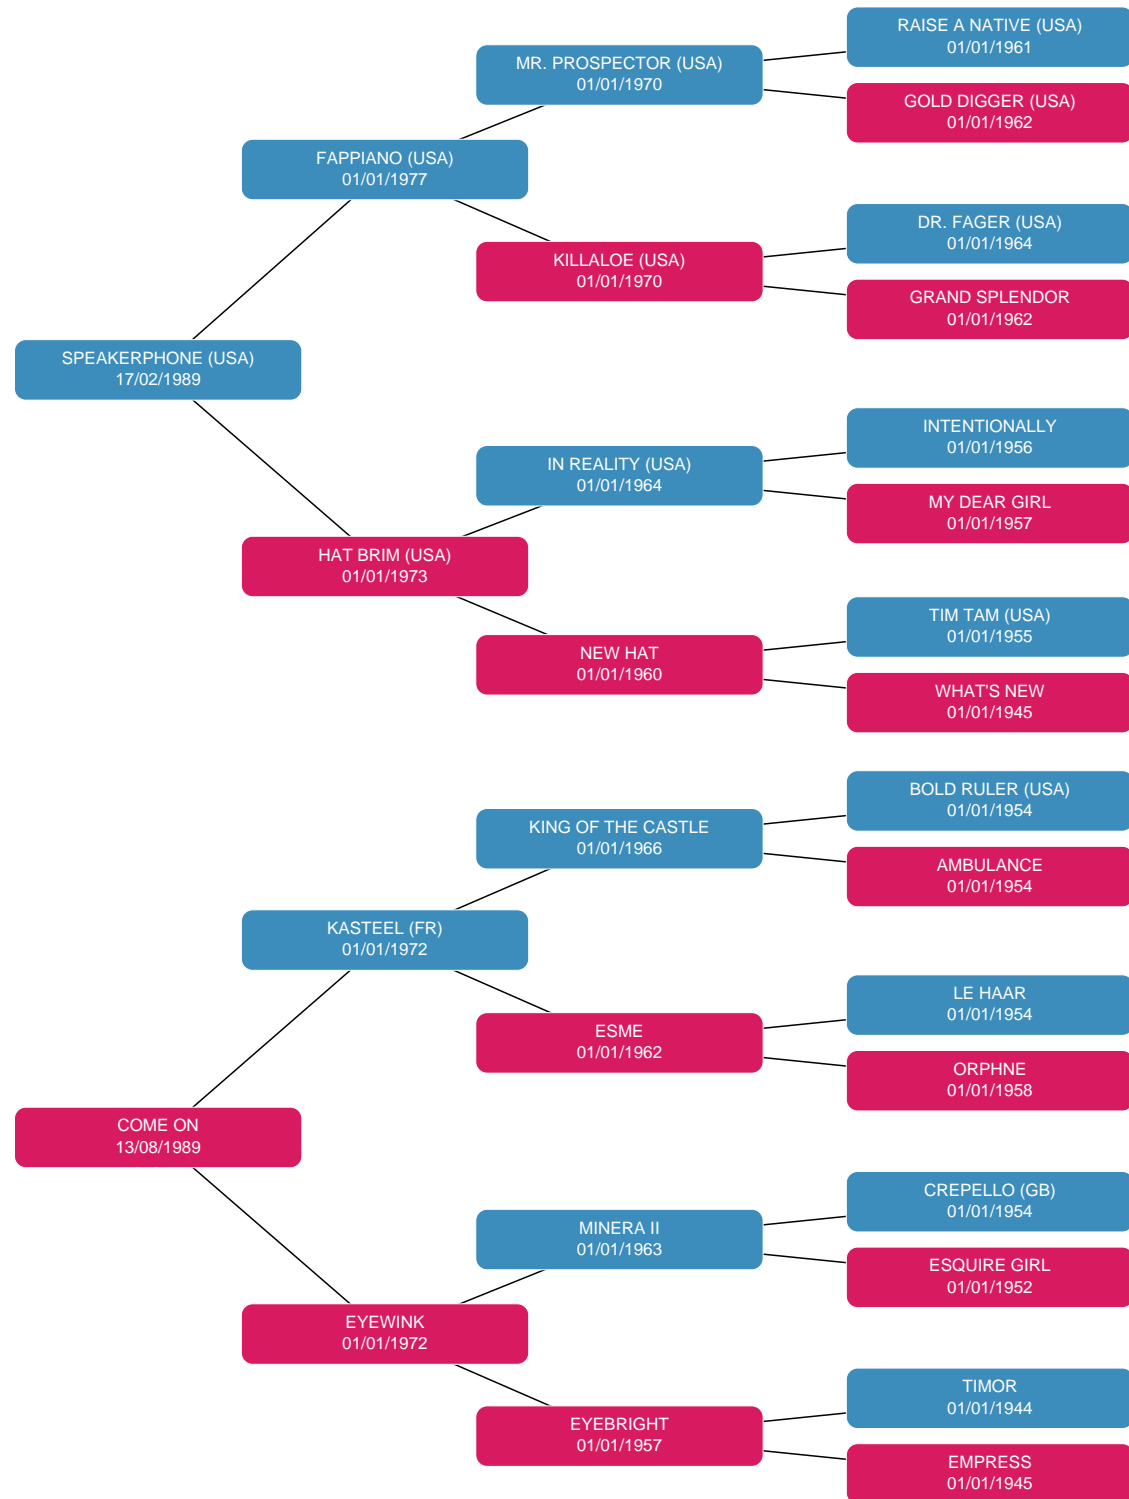 RAISE A NATIVE (USA)
01/01/1961
MR. PROSPECTOR (USA)
01/01/1970
GOLD DIGGER (USA)
01/01/1962
FAPPIANO (USA)
01/01/1977
DR. FAGER (USA)
01/01/1964
KILLALOE (USA)
01/01/1970
GRAND SPLENDOR
01/01/1962
SPEAKERPHONE (USA)
17/02/1989
INTENTIONALLY
01/01/1956
IN REALITY (USA)
01/01/1964
MY DEAR GIRL
01/01/1957
HAT BRIM (USA)
01/01/1973
TIM TAM (USA)
01/01/1955
NEW HAT
01/01/1960
WHAT'S NEW
01/01/1945
BOLD RULER (USA)
01/01/1954
KING OF THE CASTLE
01/01/1966
AMBULANCE
01/01/1954
KASTEEL (FR)
01/01/1972
LE HAAR
01/01/1954
ESME
01/01/1962
ORPHNE
01/01/1958
COME ON
13/08/1989
CREPELLO (GB)
01/01/1954
MINERA II
01/01/1963
ESQUIRE GIRL
01/01/1952
EYEWINK
01/01/1972
TIMOR
01/01/1944
EYEBRIGHT
01/01/1957
EMPRESS
01/01/1945